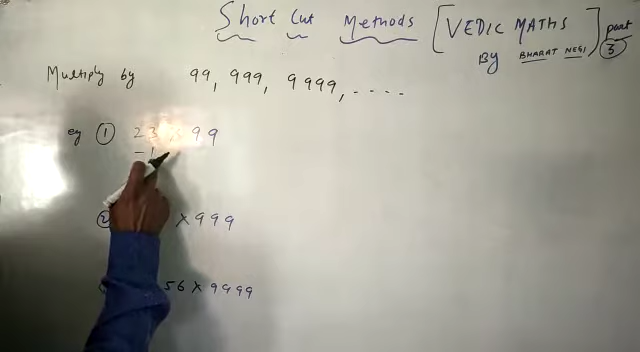 Short Cut Methods [VEDIC MATHS] part
By BHARAT NEGI 3
Multiply by 99, 999, 9999, ....
eg 1 23 × 99
-1
2 × 999
56 × 9999